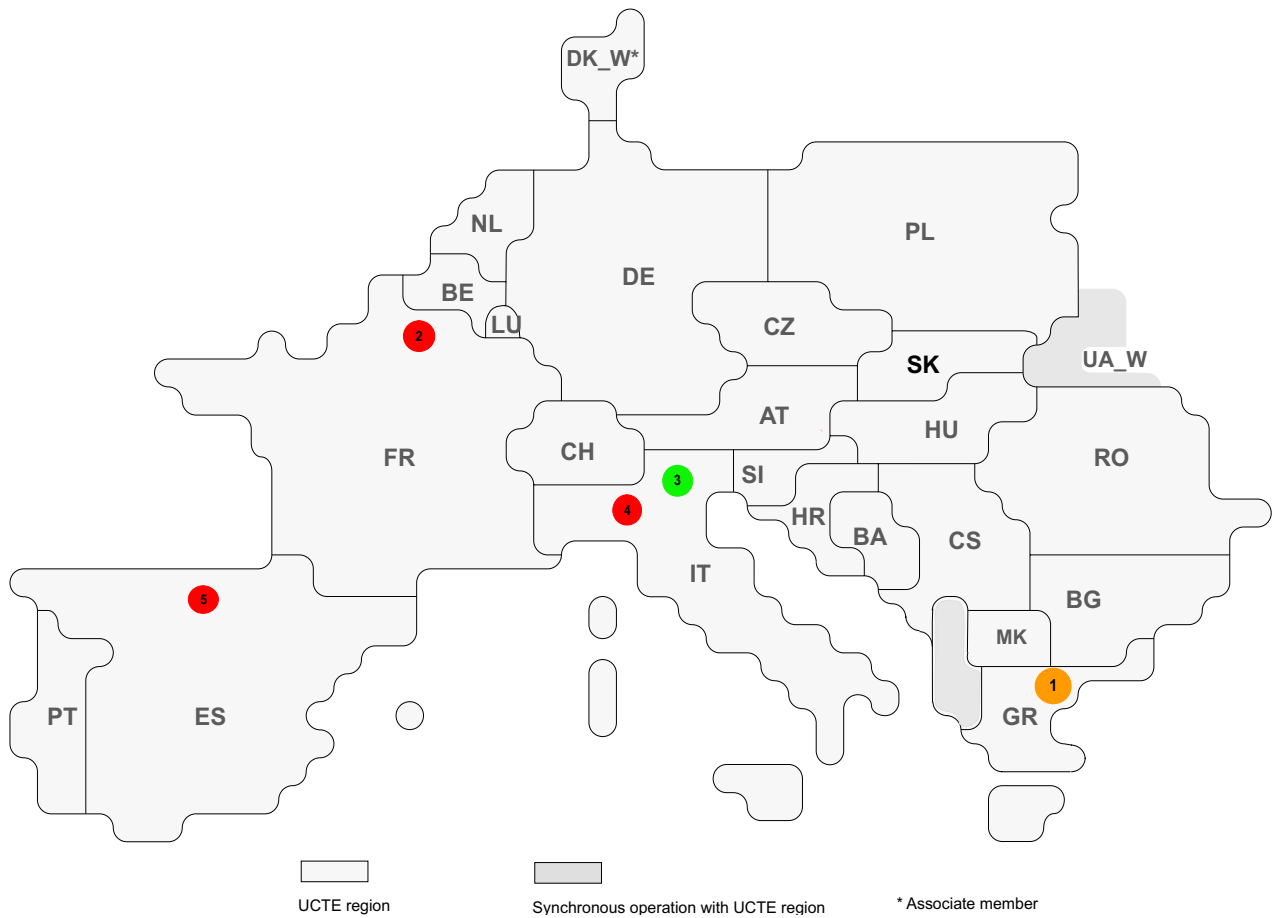 DK_W*
NL
PL
DE
BE
CZ
LU
2
SK
UA_W
AT
HU
FR
CH
RO
SI
3
4
HR
BA
CS
IT
5
BG
MK
1
PT
ES
GR
UCTE region
Synchronous operation with UCTE region
* Associate member